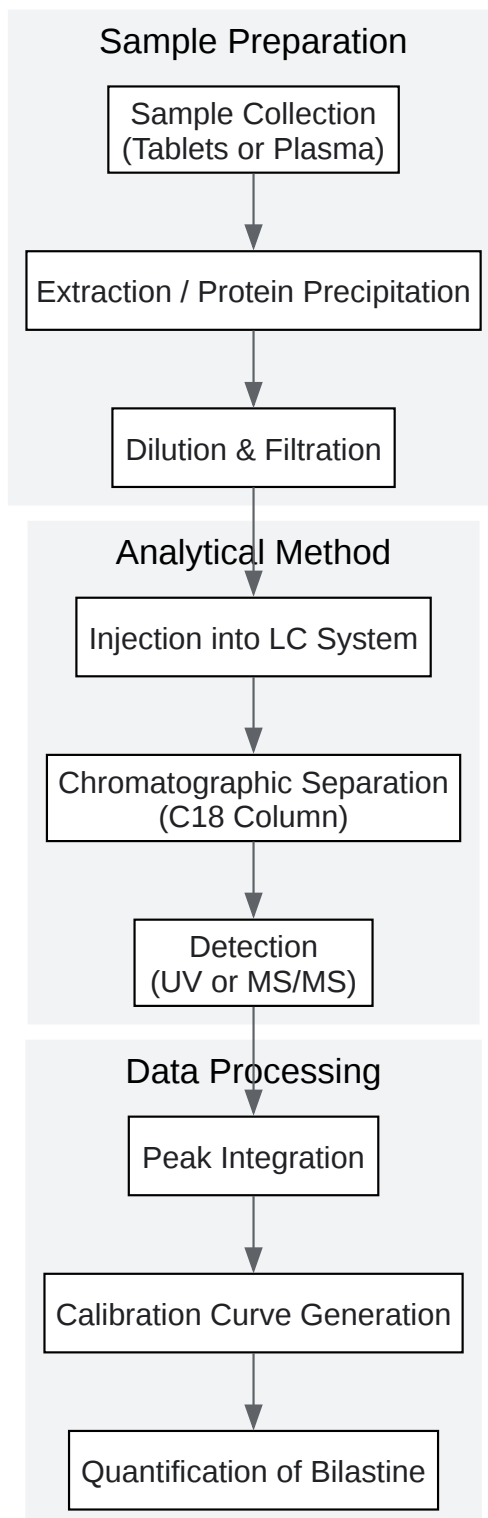 Sample Preparation
Sample Collection
(Tablets or Plasma)
Extraction / Protein Precipitation
Dilution & Filtration
Analytical Method
Injection into LC System
Chromatographic Separation
(C18 Column)
Detection
(UV or MS/MS)
Data Processing
Peak Integration
Calibration Curve Generation
Quantification of Bilastine